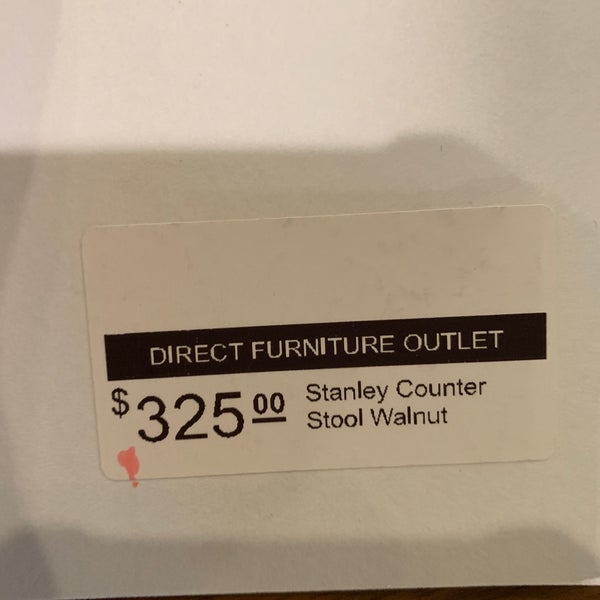 DIRECT FURNITURE OUTLET
$325 00
Stanley Counter
Stool Walnut